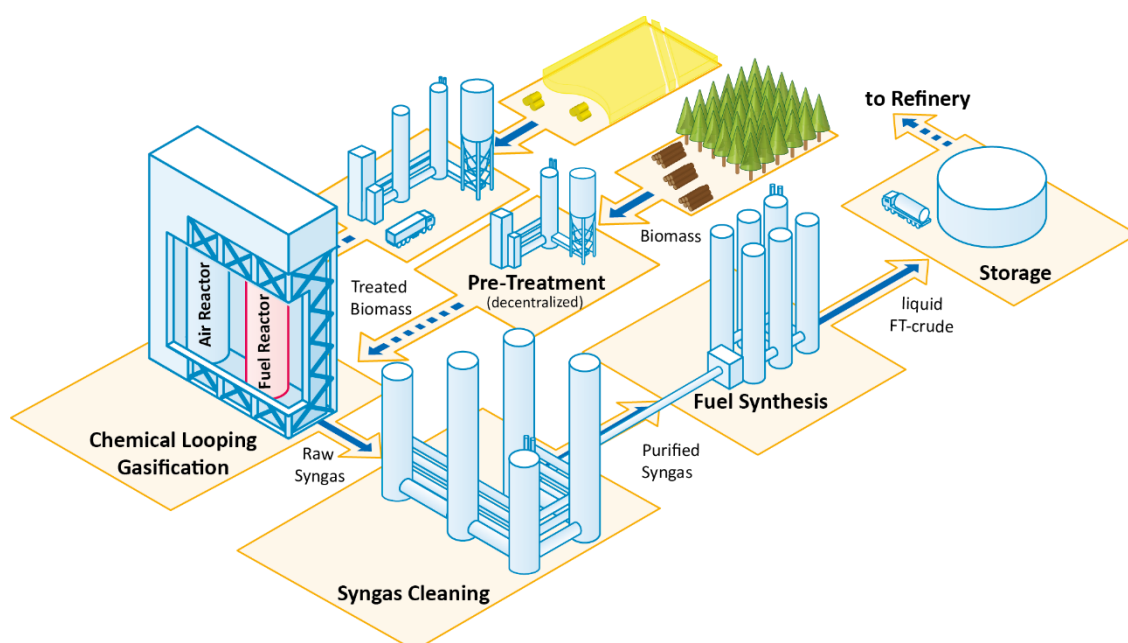 to Refinery
Biomass
Storage
Pre-Treatment
(decentralized)
Treated
Biomass
liquid
FT-crude
Air Reactor
Fuel Reactor
Fuel Synthesis
Chemical Looping
Gasification
Raw
Syngas
Purified
Syngas
Syngas Cleaning